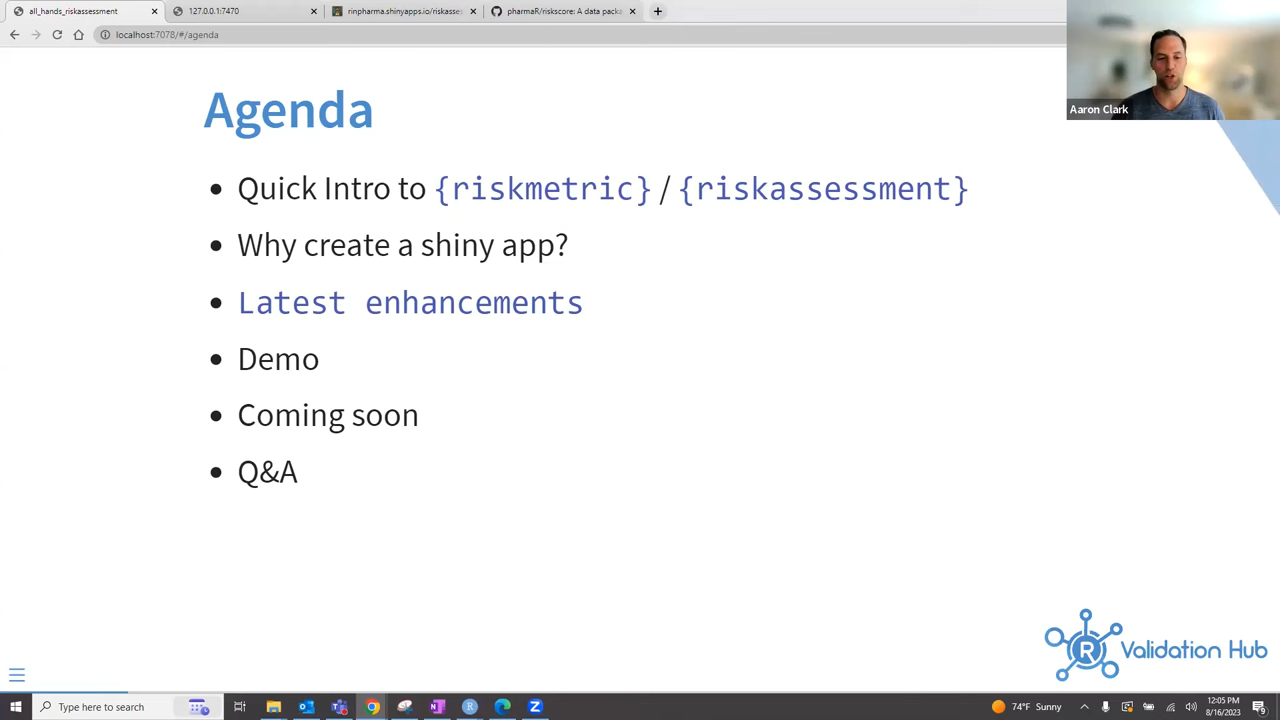 all_hands_riskassessment
127.0.0.1:7470
rinpharma.shinyapps.io/riskasses
pharmaR/riskscore: A data packa
localhost:7078/#/agenda
Aaron Clark
Agenda
Quick Intro to {riskmetric} / {riskassessment}
Why create a shiny app?
Latest enhancements
Demo
Coming soon
Q&A
R Validation Hub
Type here to search
74°F Sunny
12:05 PM
8/16/2023
9